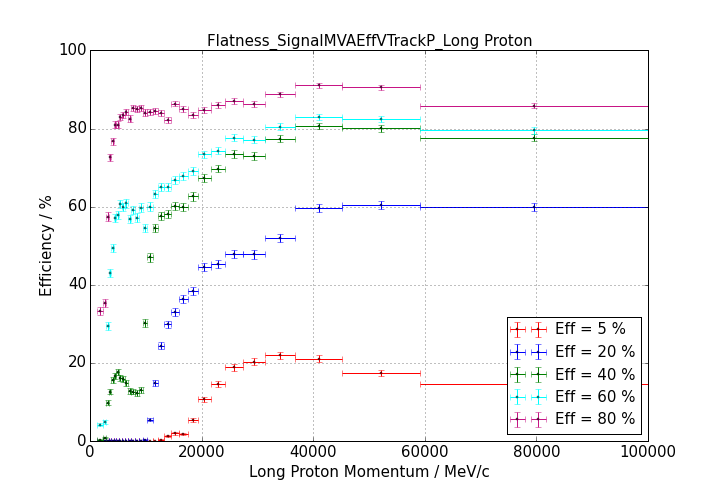 Flatness_SignalMVAEffVTrackP_Long Proton
100
80
60
40
20
0
Efficiency / %
0 20000 40000 60000 80000 100000
Long Proton Momentum / MeV/c
Eff = 5 %
Eff = 20 %
Eff = 40 %
Eff = 60 %
Eff = 80 %